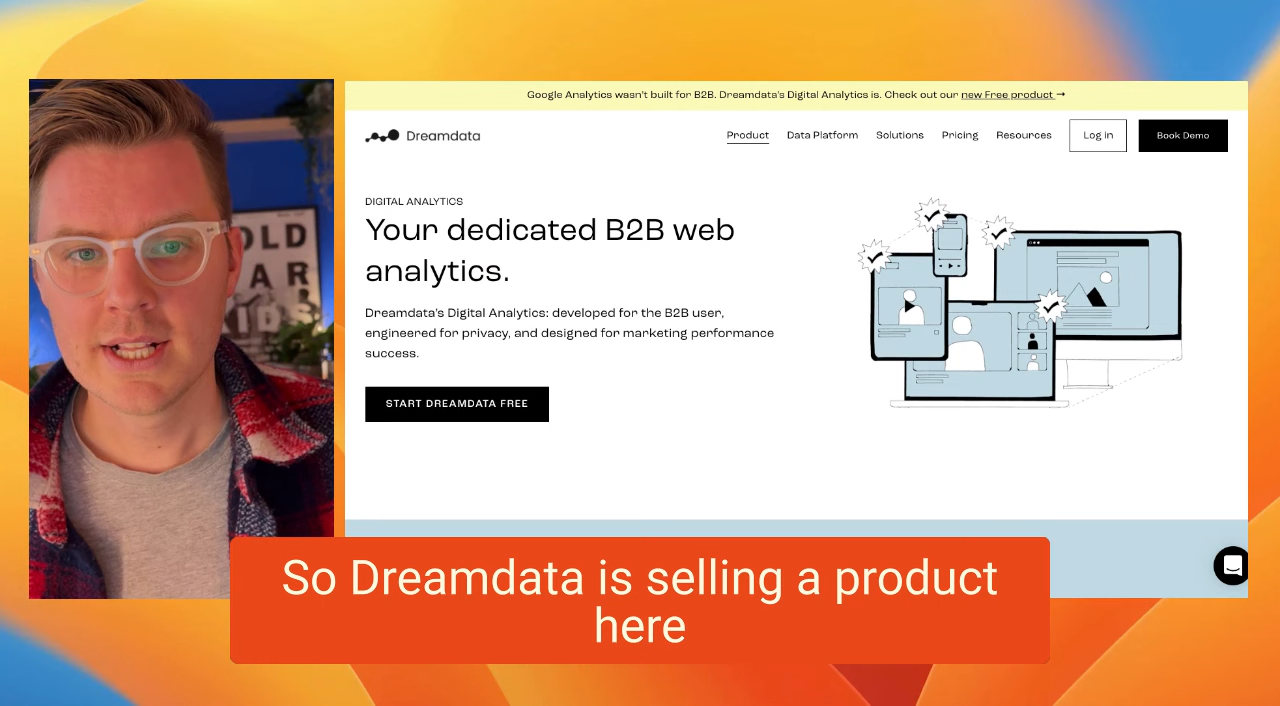 Google Analytics wasn't built for B2B. Dreamdata's Digital Analytics is. Check out our new Free product →
Dreamdata
Product Data Platform Solutions Pricing Resources Log in Book Demo
DIGITAL ANALYTICS
Your dedicated B2B web
analytics.
Dreamdata's Digital Analytics: developed for the B2B user,
engineered for privacy, and designed for marketing performance
success.
START DREAMDATA FREE
OLD
AR
KIDS
So Dreamdata is selling a product
here